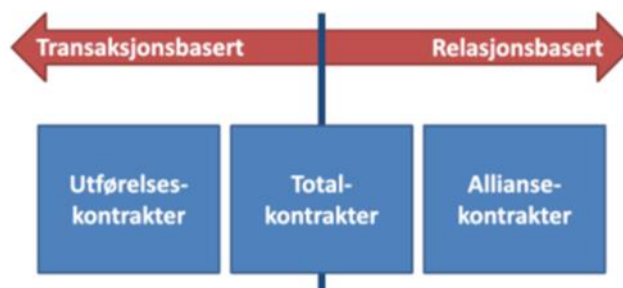 Transaksjonsbasert Relasjonsbasert
Utførelses-
kontrakter
Total-
kontrakter
Allianse-
kontrakter